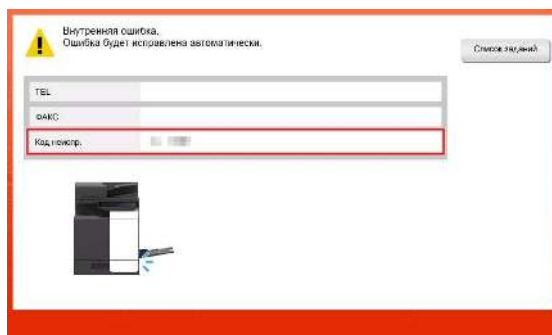 Внутренняя ошибка.
Ошибка будет исправлена автоматически.
Список заданий
TEL
ФАКС
Код неиспр.